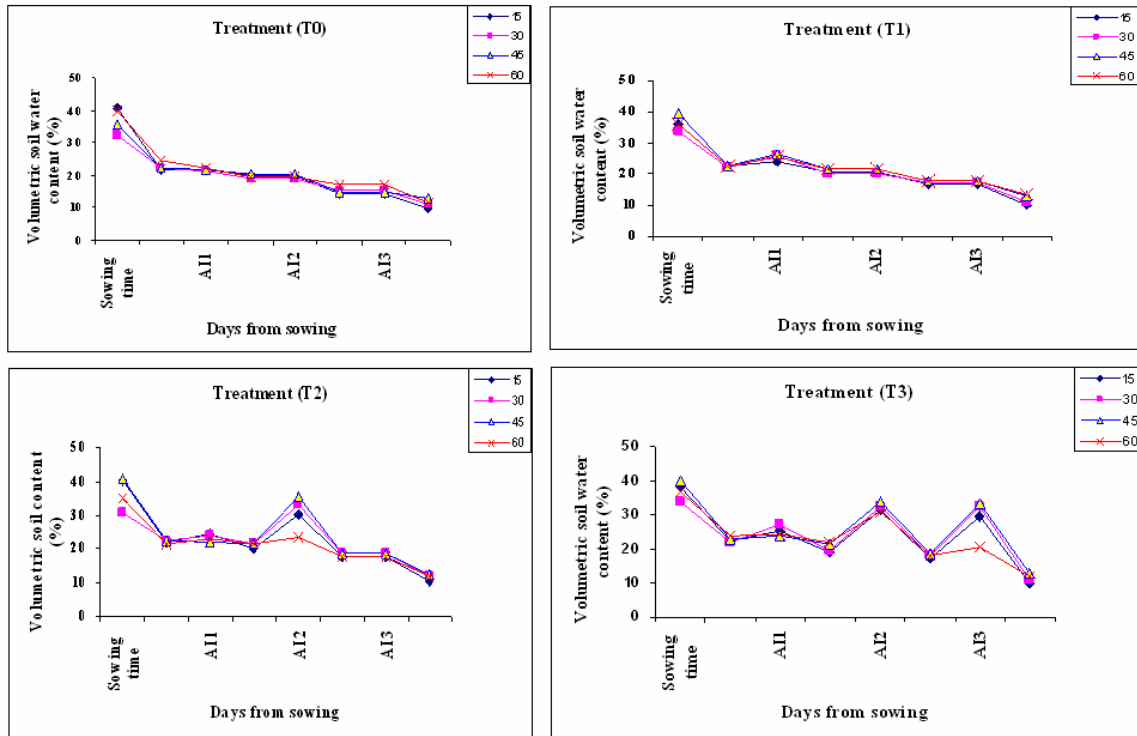 Treatment (T0)
15
30
45
60
Volumetric soil water
content (%)
50
40
30
20
10
0
Sowing
time
AI1
AI2
AI3
Days from sowing
Treatment (T1)
15
30
45
60
Volumetric soil water
content (%)
50
40
30
20
10
0
Sowing
time
AI1
AI2
AI3
Days from sowing
Treatment (T2)
15
30
45
60
Volumetric soil content
(%)
50
40
30
20
10
0
Sowing
time
AI1
AI2
AI3
Days from sowing
Treatment (T3)
15
30
45
60
Volumetric soil water
content (%)
50
40
30
20
10
0
Sowing
time
AI1
AI2
AI3
Days from sowing